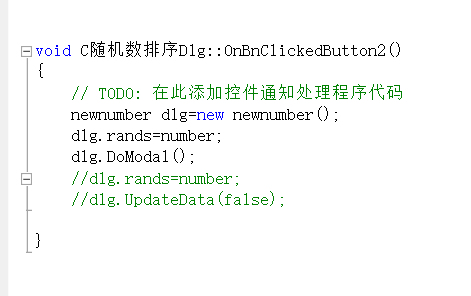 void C随机数排序Dlg::OnBnClickedButton2()
{
// TODO: 在此添加控件通知处理程序代码
newnumber dlg=new newnumber();
dlg.rands=number;
dlg.DoModal();
//dlg.rands=number;
//dlg.UpdateData(false);
}